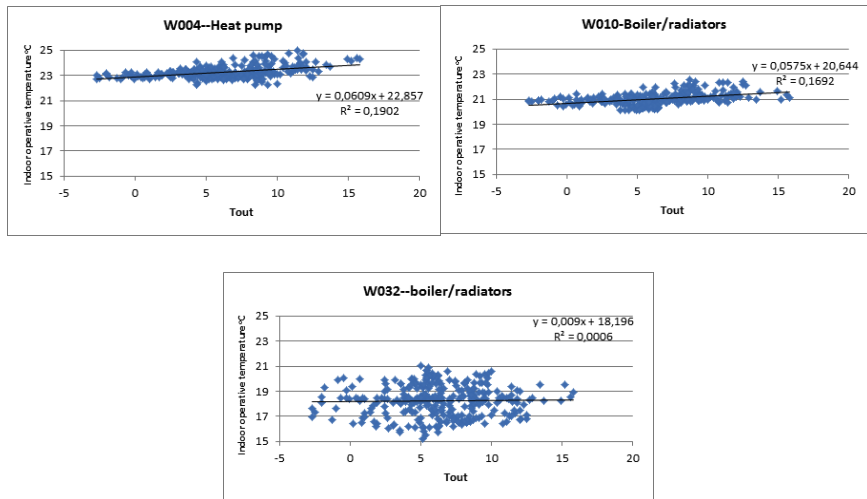 W004--Heat pump
Indoor operative temperature °C
25
23
21
19
17
15
y = 0,0609x + 22,857
R² = 0,1902
-5 0 5 10 15 20
Tout
W010-Boiler/radiators
Indoor operative temperature °C
25
23
21
19
17
15
y = 0,0575x + 20,644
R² = 0,1692
-5 0 5 10 15 20
Tout
W032--boiler/radiators
Indoor operative temperature °C
25
23
21
19
17
15
y = 0,009x + 18,196
R² = 0,0006
-5 0 5 10 15 20
Tout